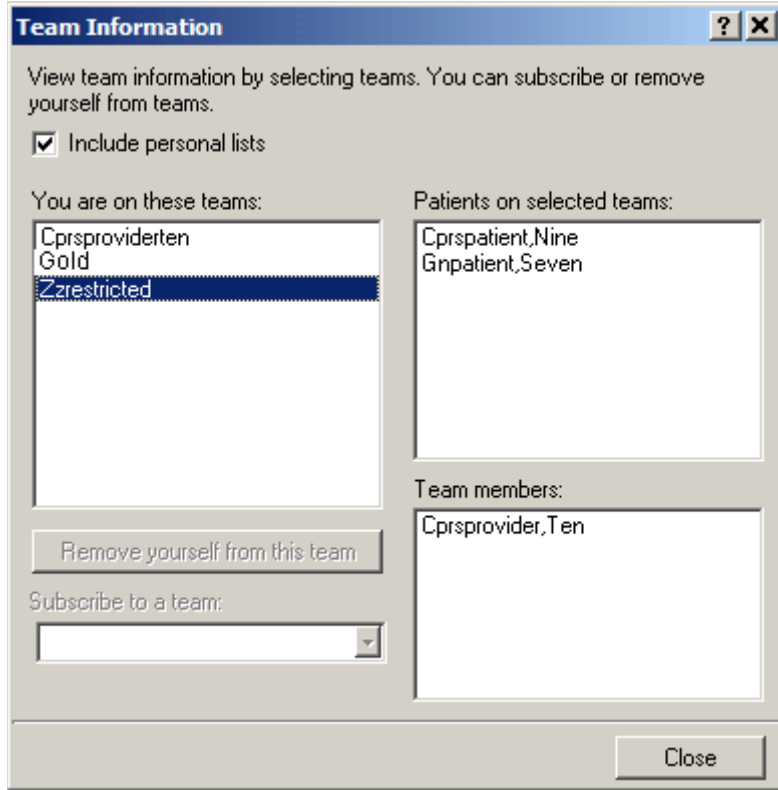 Team Information
View team information by selecting teams. You can subscribe or remove
yourself from teams.
Include personal lists
You are on these teams:
Cprsproviderten
Gold
Zzrestricted
Remove yourself from this team
Subscribe to a team:
Patients on selected teams:
Cprspatient,Nine
Gnpatient,Seven
Team members:
Cprsprovider,Ten
Close